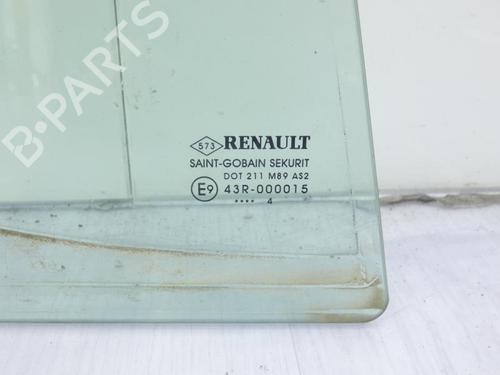 B-PARTS
573 RENAULT
SAINT-GOBAIN SEKURIT
DOT 211 M89 AS2
E9 43R-000015
.... 4